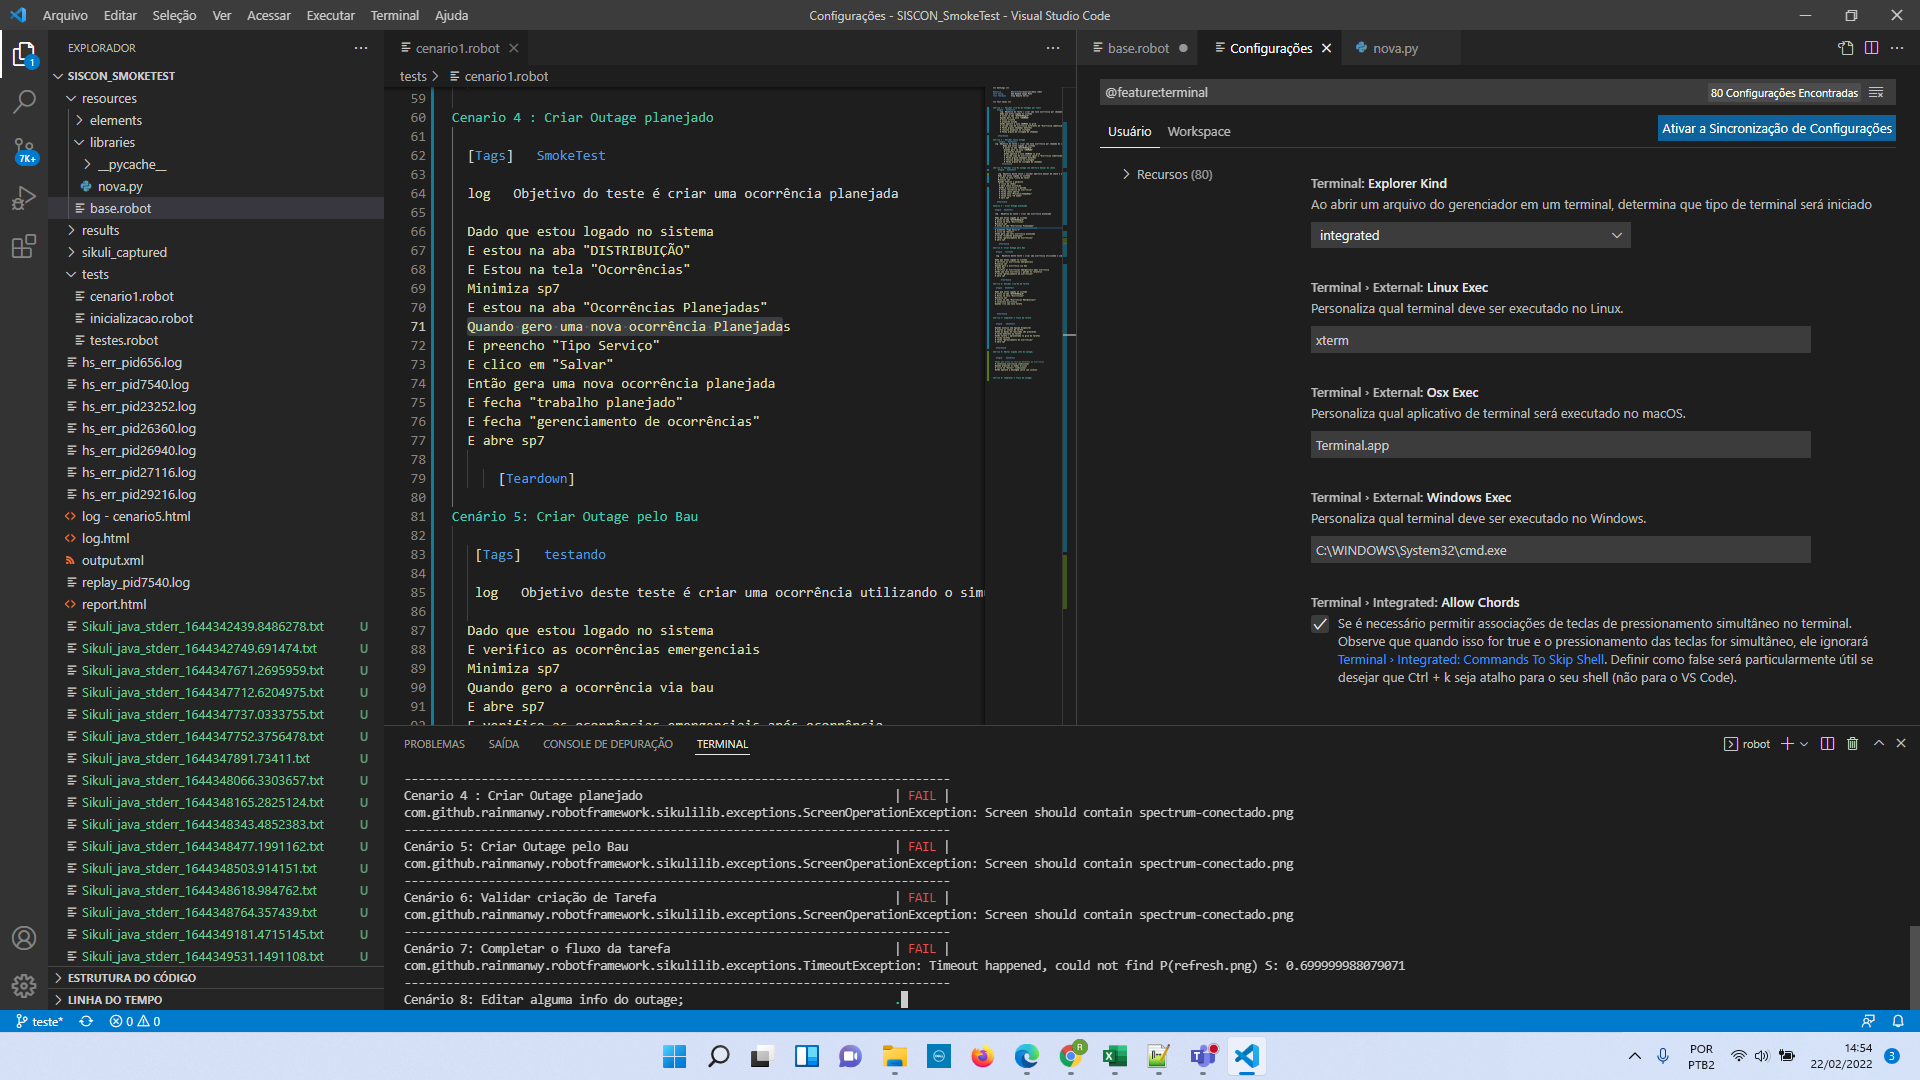 Arquivo Editar Seleção Ver Acessar Executar Terminal Ajuda
Configurações - SISCON_SmokeTest - Visual Studio Code
EXPLORADOR
SISCON_SMOKETEST
resources
elements
libraries
__pycache__
nova.py
base.robot
results
sikuli_captured
tests
cenario1.robot
inicializacao.robot
testes.robot
hs_err_pid656.log
hs_err_pid7540.log
hs_err_pid23252.log
hs_err_pid26360.log
hs_err_pid26940.log
hs_err_pid27116.log
hs_err_pid29216.log
log - cenario5.html
log.html
output.xml
replay_pid7540.log
report.html
Sikuli_java_stderr_1644342439.8486278.txt U
Sikuli_java_stderr_1644342749.691474.txt U
Sikuli_java_stderr_1644347671.2695959.txt U
Sikuli_java_stderr_1644347712.6204975.txt U
Sikuli_java_stderr_1644347737.0333755.txt U
Sikuli_java_stderr_1644347752.3756478.txt U
Sikuli_java_stderr_1644347891.73411.txt U
Sikuli_java_stderr_1644348066.3303657.txt U
Sikuli_java_stderr_1644348165.2825124.txt U
Sikuli_java_stderr_1644348343.4852383.txt U
Sikuli_java_stderr_1644348477.1991162.txt U
Sikuli_java_stderr_1644348503.914151.txt U
Sikuli_java_stderr_1644348618.984762.txt U
Sikuli_java_stderr_1644348764.357439.txt U
Sikuli_java_stderr_1644349181.4715145.txt U
Sikuli_java_stderr_1644349531.1491108.txt U
ESTRUTURA DO CÓDIGO
LINHA DO TEMPO
1
7K+
cenario1.robot
tests > cenario1.robot
59
60 Cenario 4 : Criar Outage planejado
61
62 [Tags] SmokeTest
63
64 log Objetivo do teste é criar uma ocorrência planejada
65
66 Dado que estou logado no sistema
67 E estou na aba "DISTRIBUIÇÃO"
68 E Estou na tela "Ocorrências"
69 Minimiza sp7
70 E estou na aba "Ocorrências Planejadas"
71 Quando gero uma nova ocorrência Planejadas
72 E preencho "Tipo Serviço"
73 E clico em "Salvar"
74 Então gera uma nova ocorrência planejada
75 E fecha "trabalho planejado"
76 E fecha "gerenciamento de ocorrências"
77 E abre sp7
78
79 [Teardown]
80
81 Cenário 5: Criar Outage pelo Bau
82
83 [Tags] testando
84
85 log Objetivo deste teste é criar uma ocorrência utilizando o sim
86
87 Dado que estou logado no sistema
88 E verifico as ocorrências emergenciais
89 Minimiza sp7
90 Quando gero a ocorrência via bau
91 E abre sp7
92 E verifico as ocorrências emergenciais após ocorrência
base.robot
Configurações
nova.py
@feature:terminal
80 Configurações Encontradas
Usuário Workspace
Ativar a Sincronização de Configurações
Recursos (80)
Terminal: Explorer Kind
Ao abrir um arquivo do gerenciador em um terminal, determina que tipo de terminal será iniciado
integrated
Terminal › External: Linux Exec
Personaliza qual terminal deve ser executado no Linux.
xterm
Terminal › External: Osx Exec
Personaliza qual aplicativo de terminal será executado no macOS.
Terminal.app
Terminal › External: Windows Exec
Personaliza qual terminal deve ser executado no Windows.
C:\WINDOWS\System32\cmd.exe
Terminal › Integrated: Allow Chords
Se é necessário permitir associações de teclas de pressionamento simultâneo no terminal.
Observe que quando isso for true e o pressionamento das teclas for simultâneo, ele ignorará
Terminal › Integrated: Commands To Skip Shell. Definir como false será particularmente útil se
desejar que Ctrl + k seja atalho para o seu shell (não para o VS Code).
PROBLEMAS SAÍDA CONSOLE DE DEPURAÇÃO TERMINAL
robot
------------------------------------------------------------------------------
Cenario 4 : Criar Outage planejado | FAIL |
com.github.rainmanwy.robotframework.sikulilib.exceptions.ScreenOperationException: Screen should contain spectrum-conectado.png
------------------------------------------------------------------------------
Cenário 5: Criar Outage pelo Bau | FAIL |
com.github.rainmanwy.robotframework.sikulilib.exceptions.ScreenOperationException: Screen should contain spectrum-conectado.png
------------------------------------------------------------------------------
Cenário 6: Validar criação de Tarefa | FAIL |
com.github.rainmanwy.robotframework.sikulilib.exceptions.ScreenOperationException: Screen should contain spectrum-conectado.png
------------------------------------------------------------------------------
Cenário 7: Completar o fluxo da tarefa | FAIL |
com.github.rainmanwy.robotframework.sikulilib.exceptions.TimeoutException: Timeout happened, could not find P(refresh.png) S: 0.699999988079071
------------------------------------------------------------------------------
Cenário 8: Editar alguma info do outage; .
teste* 0 0
POR
PTB2
14:54
22/02/2022
3